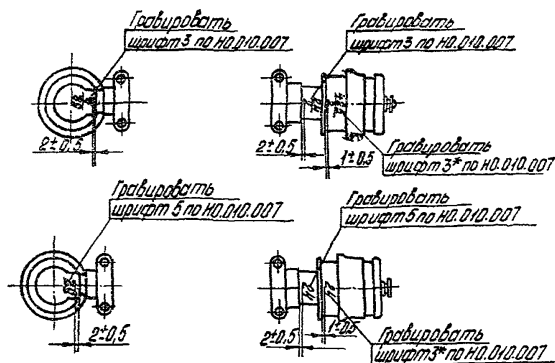 Гравировать
шрифт 3 по НО.010.007
Гравировать
шрифт 3 по НО.010.007
2±0,5
2±0,5
1±0,5
Гравировать
шрифт 3* по НО.010.007
Гравировать
шрифт 5 по НО.010.007
Гравировать
шрифт 5 по НО.010.007
2±0,5
2±0,5
1±0,5
Гравировать
шрифт 3* по НО.010.007